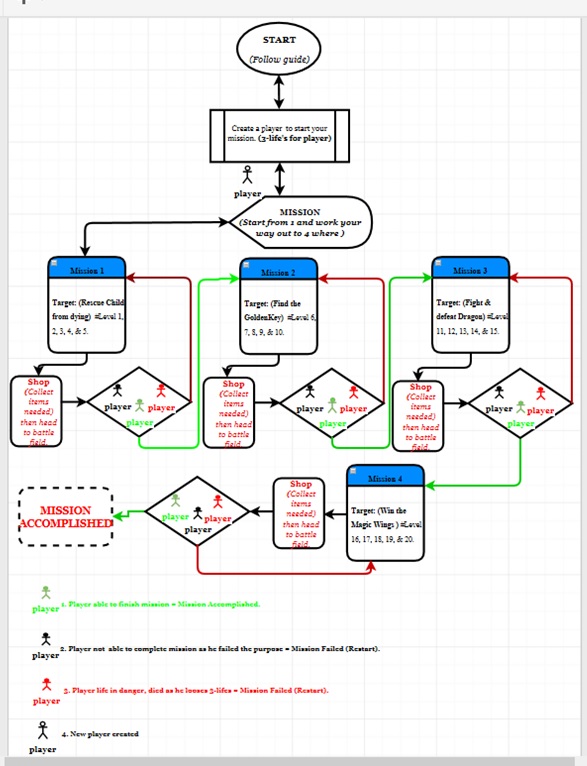 START
(Follow guide)
Create a player to start your
mission. (3-life's for player)
player
MISSION
(Start from 1 and work your
way out to 4 where )
Mission 1
Target: (Rescue Child
from dying) =Level 1,
2, 3, 4, & 5.
Mission 2
Target: (Find the
GoldenKey) =Level 6,
7, 8, 9, & 10.
Mission 3
Target: (Fight &
defeat Dragon) =Level
11, 12, 13, 14, & 15.
Shop
(Collect
items
needed)
then head
to battle
field.
player player
player
Shop
(Collect
items
needed)
then head
to battle
field.
player player
player
Shop
(Collect
items
needed)
then head
to battle
field.
player player
player
Mission 4
Target: (Win the
Magic Wings ) =Level
16, 17, 18, 19, & 20.
Shop
(Collect
items
needed)
then head
to battle
field.
player player
player
MISSION
ACCOMPLISHED
player 1. Player able to finish mission = Mission Accomplished.
player 2. Player not able to complete mission as he failed the purpose = Mission Failed (Restart).
player 3. Player life in danger, died as he looses 3-lifes = Mission Failed (Restart).
player 4. New player created